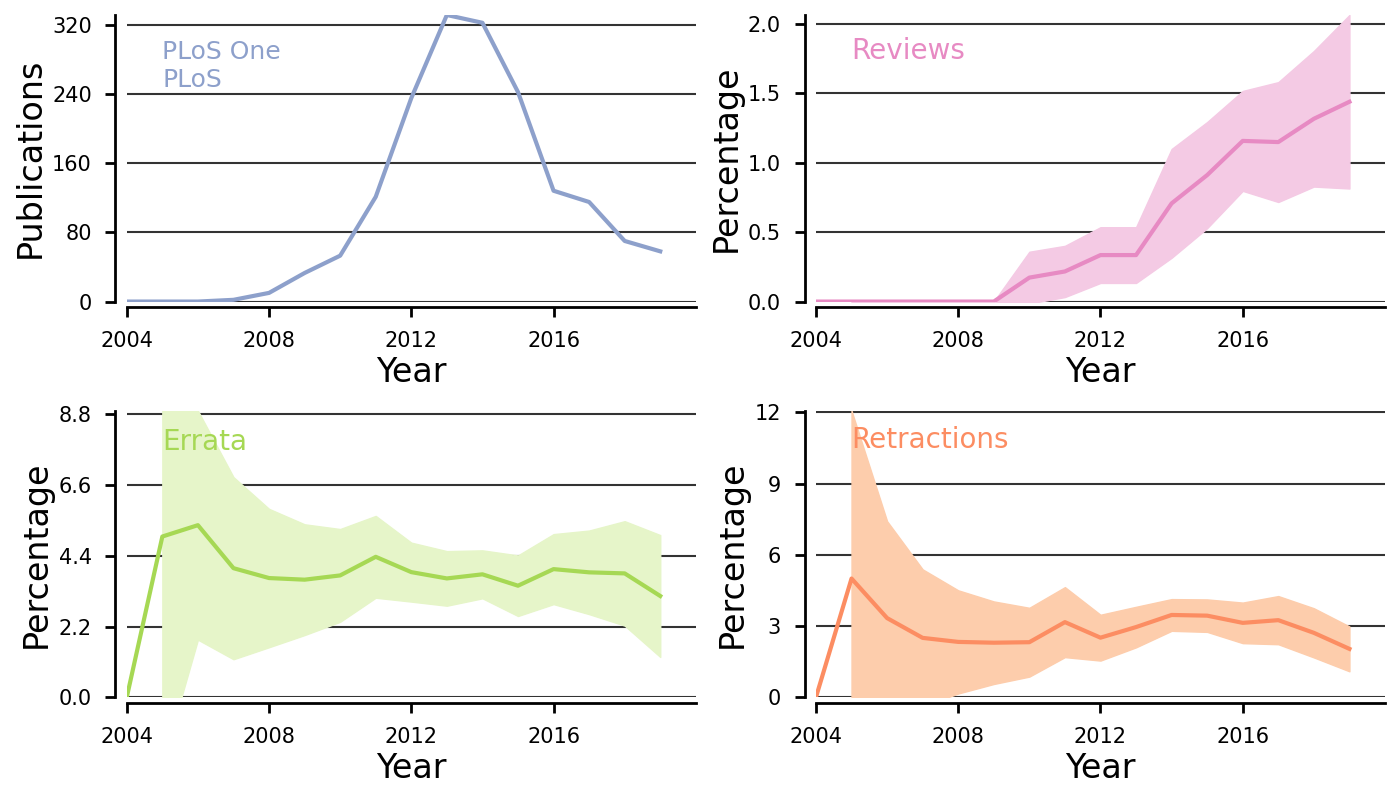 320
240
160
80
0
Publications
PLoS One
PLoS
2004
2008
2012
2016
Year
2.0
1.5
1.0
0.5
0.0
Percentage
Reviews
2004
2008
2012
2016
Year
8.8
6.6
4.4
2.2
0.0
Percentage
Errata
2004
2008
2012
2016
Year
12
9
6
3
0
Percentage
Retractions
2004
2008
2012
2016
Year